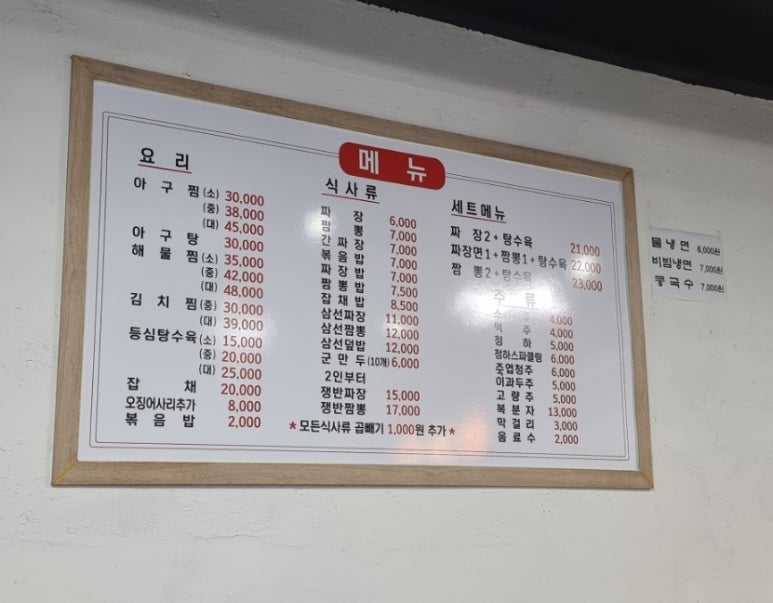 메 뉴
요 리
아 구 찜 (소) 30,000
(중) 38,000
(대) 45,000
아 구 탕 30,000
해 물 찜 (소) 35,000
(중) 42,000
(대) 48,000
김 치 찜 (중) 30,000
(대) 39,000
등심탕수육 (소) 15,000
(중) 20,000
(대) 25,000
잡 채 20,000
오징어사리추가 8,000
볶 음 밥 2,000
식 사 류
짜 장 6,000
짬 뽕 7,000
간 짜 장 7,000
볶 음 밥 7,000
짜 장 밥 7,000
짬 뽕 밥 7,500
잡 채 밥 8,500
삼선짜장 11,000
삼선짬뽕 12,000
삼선덮밥 12,000
군 만 두 (10개) 6,000
2인부터
쟁반짜장 15,000
쟁반짬뽕 17,000
* 모든식사류 곱빼기 1,000원 추가 *
세트메뉴
짜 장2 + 탕수육 21,000
짜장면1 + 짬뽕1 + 탕수육 22,000
짬 뽕2 + 탕수육 23,000
주 류
소 주 4,000
맥 주 4,000
청 하 5,000
청하스파클링 6,000
죽엽청주 6,000
이과두주 5,000
고 량 주 5,000
복 분 자 13,000
막 걸 리 3,000
음 료 수 2,000
물 냉 면 6,000원
비빔냉면 7,000원
콩 국 수 7,000원